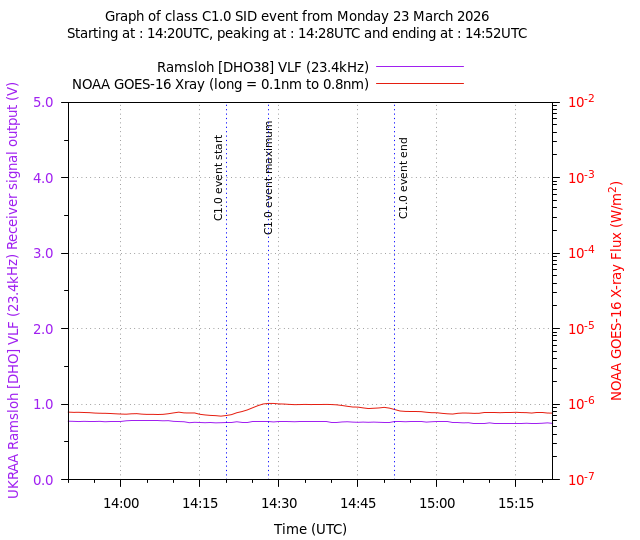 Graph of class C1.0 SID event from Monday 23 March 2026
Starting at : 14:20UTC, peaking at : 14:28UTC and ending at : 14:52UTC
Ramsloh [DHO38] VLF (23.4kHz)
NOAA GOES-16 Xray (long = 0.1nm to 0.8nm)
UKRAA Ramsloh [DHO] VLF (23.4kHz) Receiver signal output (V)
5.0
4.0
3.0
2.0
1.0
0.0
C1.0 event start
C1.0 event maximum
C1.0 event end
10-2
10-3
10-4
10-5
10-6
10-7
NOAA GOES-16 X-ray Flux (W/m2)
14:00 14:15 14:30 14:45 15:00 15:15
Time (UTC)